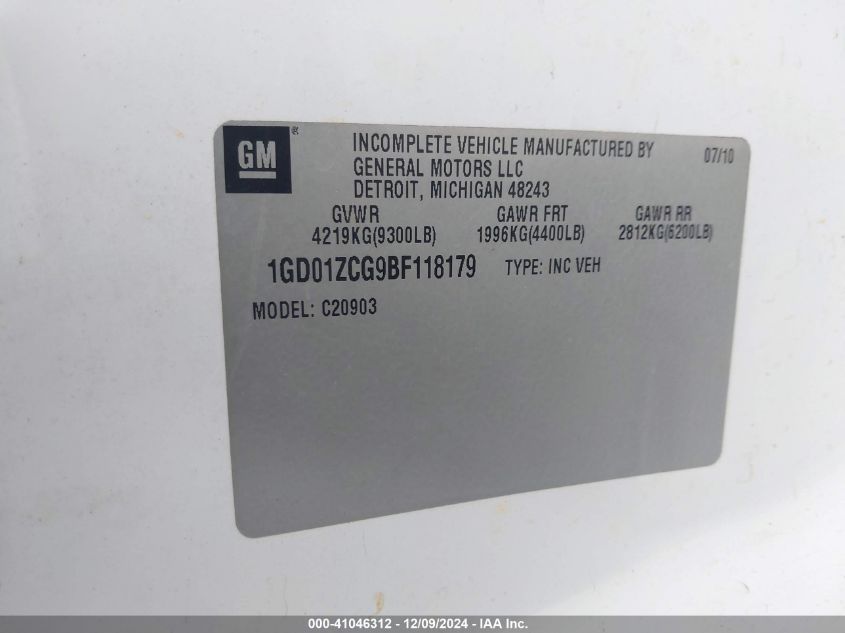 GM ®
INCOMPLETE VEHICLE MANUFACTURED BY 07/10
GENERAL MOTORS LLC
DETROIT, MICHIGAN 48243
GVWR GAWR FRT GAWR RR
4219KG(9300LB) 1996KG(4400LB) 2812KG(6200LB)
1GD01ZCG9BF118179 TYPE: INC VEH
MODEL: C20903
000-41046312 - 12/09/2024 - IAA Inc.